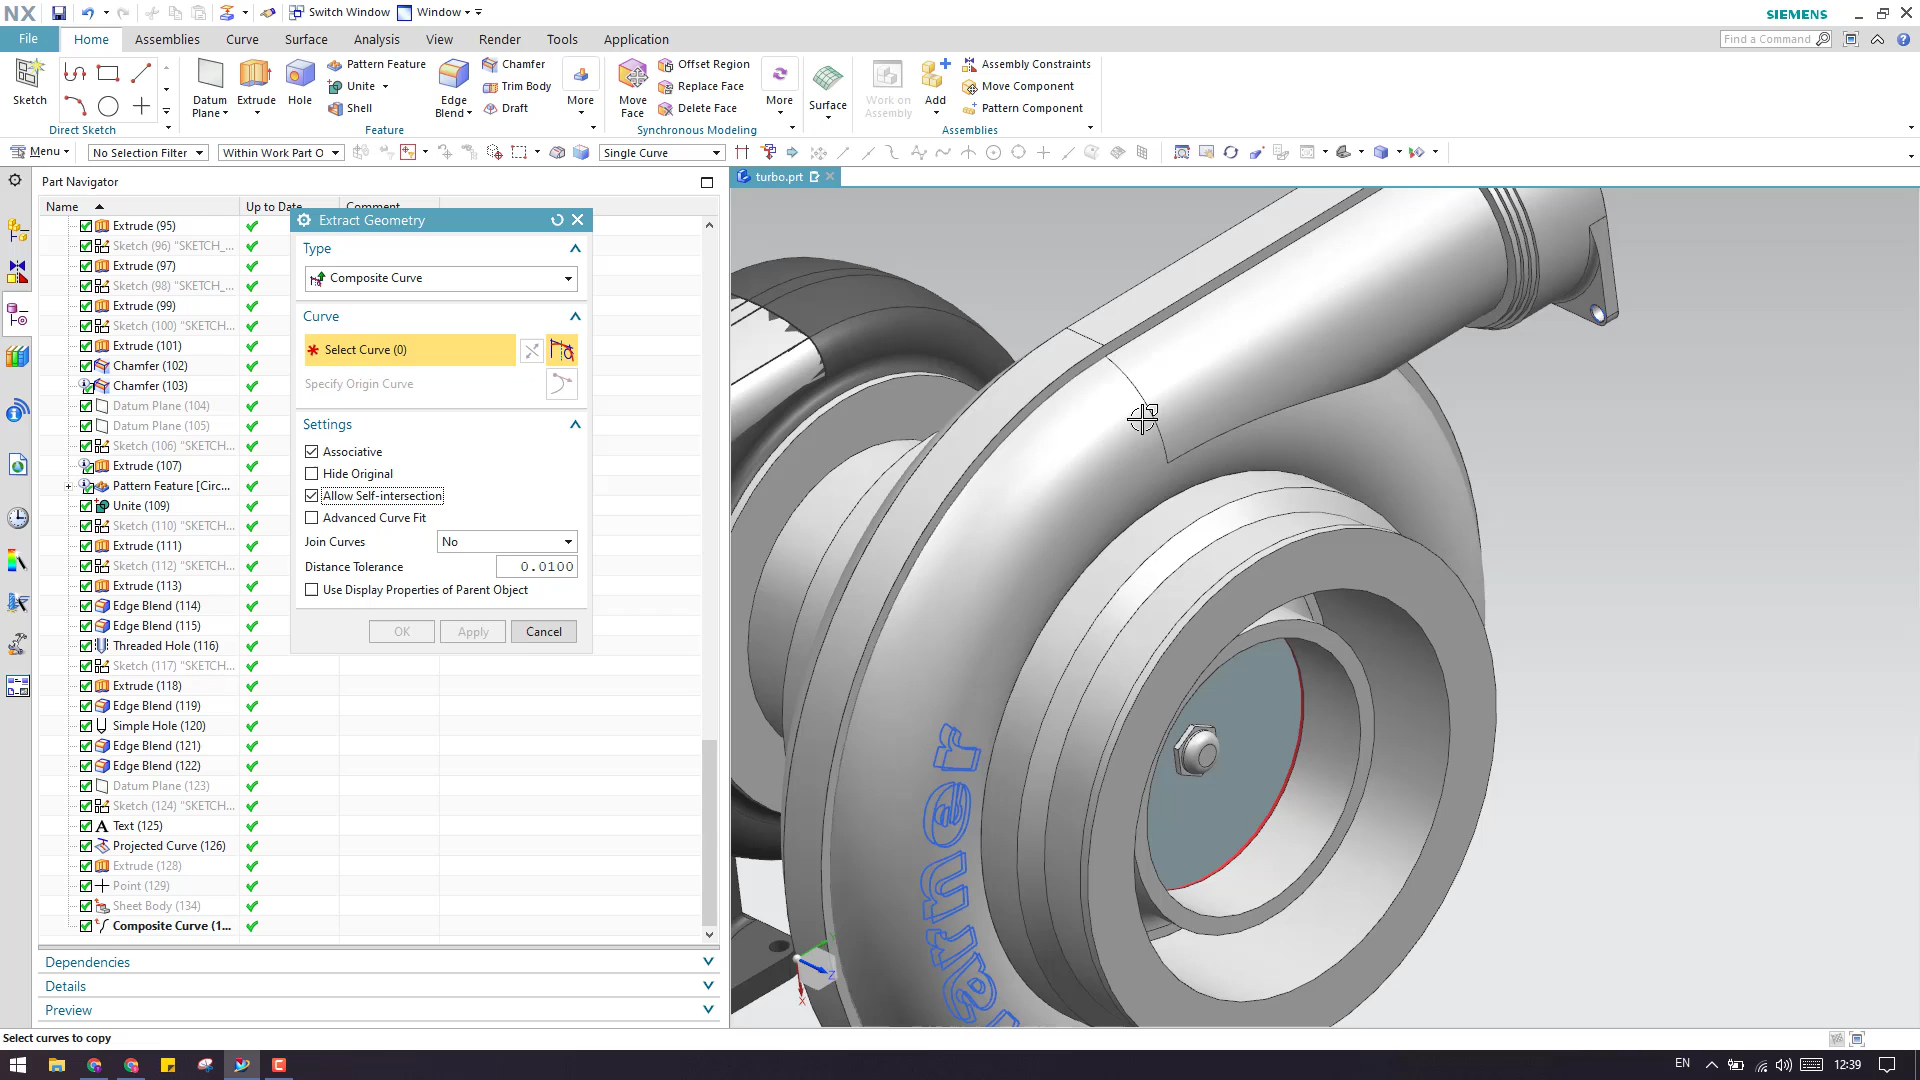 NX
Switch Window
Window
SIEMENS
File
Home
Assemblies
Curve
Surface
Analysis
View
Render
Tools
Application
Find a Command
Sketch
Direct Sketch
Datum Plane
Extrude
Hole
Pattern Feature
Unite
Shell
Edge Blend
Chamfer
Trim Body
Draft
More
Feature
Move Face
Offset Region
Replace Face
Delete Face
More
Synchronous Modeling
Surface
Work on Assembly
Add
Assembly Constraints
Move Component
Pattern Component
Assemblies
Menu
No Selection Filter
Within Work Part O
Single Curve
Part Navigator
turbo.prt
Name
Up to Date
Comment
Extrude (95)
Sketch (96) "SKETCH_...
Extrude (97)
Sketch (98) "SKETCH_...
Extrude (99)
Sketch (100) "SKETCH...
Extrude (101)
Chamfer (102)
Chamfer (103)
Datum Plane (104)
Datum Plane (105)
Sketch (106) "SKETCH...
Extrude (107)
Pattern Feature [Circ...
Unite (109)
Sketch (110) "SKETCH...
Extrude (111)
Sketch (112) "SKETCH...
Extrude (113)
Edge Blend (114)
Edge Blend (115)
Threaded Hole (116)
Sketch (117) "SKETCH...
Extrude (118)
Edge Blend (119)
Simple Hole (120)
Edge Blend (121)
Edge Blend (122)
Datum Plane (123)
Sketch (124) "SKETCH...
Text (125)
Projected Curve (126)
Extrude (128)
Point (129)
Sheet Body (134)
Composite Curve (1...
Dependencies
Details
Preview
Extract Geometry
Type
Composite Curve
Curve
Select Curve (0)
Specify Origin Curve
Settings
Associative
Hide Original
Allow Self-intersection
Advanced Curve Fit
Join Curves
No
Distance Tolerance
0.0100
Use Display Properties of Parent Object
OK
Apply
Cancel
Z
X
Select curves to copy
EN
12:39